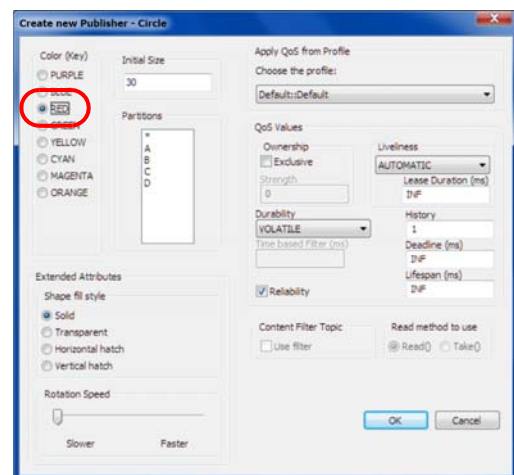 Create new Publisher - Circle
Color (Key)
PURPLE
BLUE
RED
GREEN
YELLOW
CYAN
MAGENTA
ORANGE
Initial Size
30
Partitions
*
A
B
C
D
Extended Attributes
Shape fill style
Solid
Transparent
Horizontal hatch
Vertical hatch
Rotation Speed
Slower Faster
Apply QoS from Profile
Choose the profile:
Default::Default
QoS Values
Ownership
Exclusive
Strength
0
Liveliness
AUTOMATIC
Lease Duration (ms)
INF
Durability
VOLATILE
Time based Filter (ms)
History
1
Deadline (ms)
INF
Lifespan (ms)
INF
Reliability
Content Filter Topic
Use filter
Read method to use
Read() Take()
OK Cancel